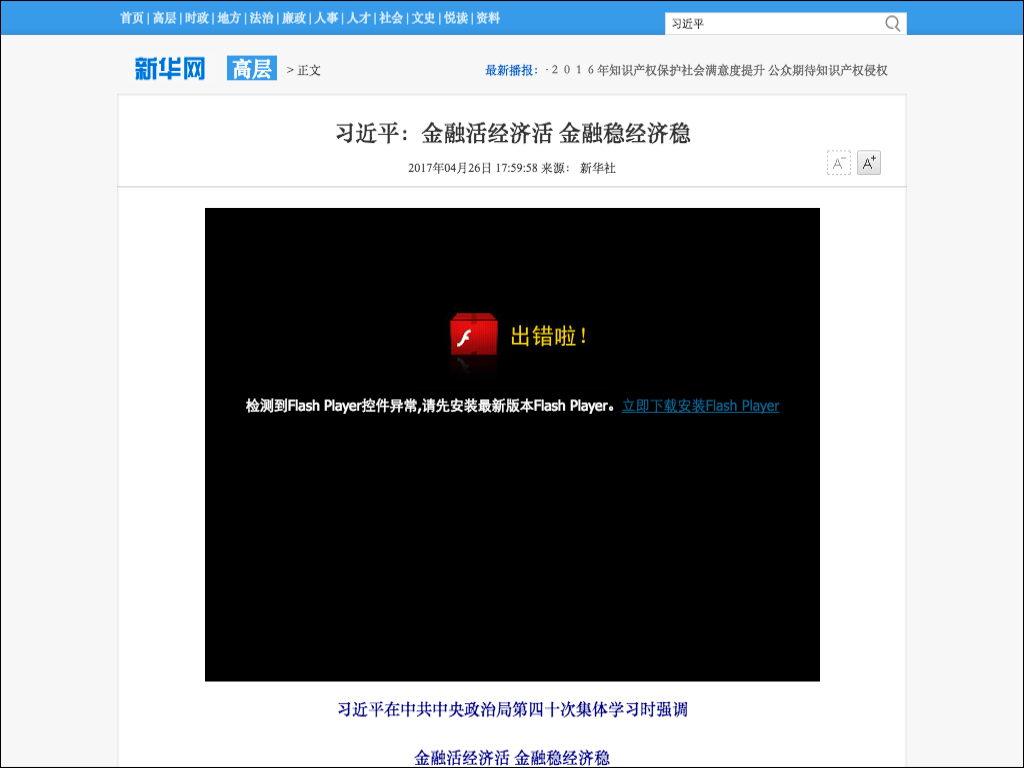 首页 | 高层 | 时政 | 地方 | 法治 | 廉政 | 人事 | 人才 | 社会 | 文史 | 悦读 | 资料
习近平
新华网 高层 > 正文
最新播报： ·２０１６年知识产权保护社会满意度提升 公众期待知识产权侵权
习近平：金融活经济活 金融稳经济稳
2017年04月26日 17:59:58 来源： 新华社
A- A+
出错啦！
检测到Flash Player控件异常,请先安装最新版本Flash Player。立即下载安装Flash Player
习近平在中共中央政治局第四十次集体学习时强调
金融活经济活 金融稳经济稳